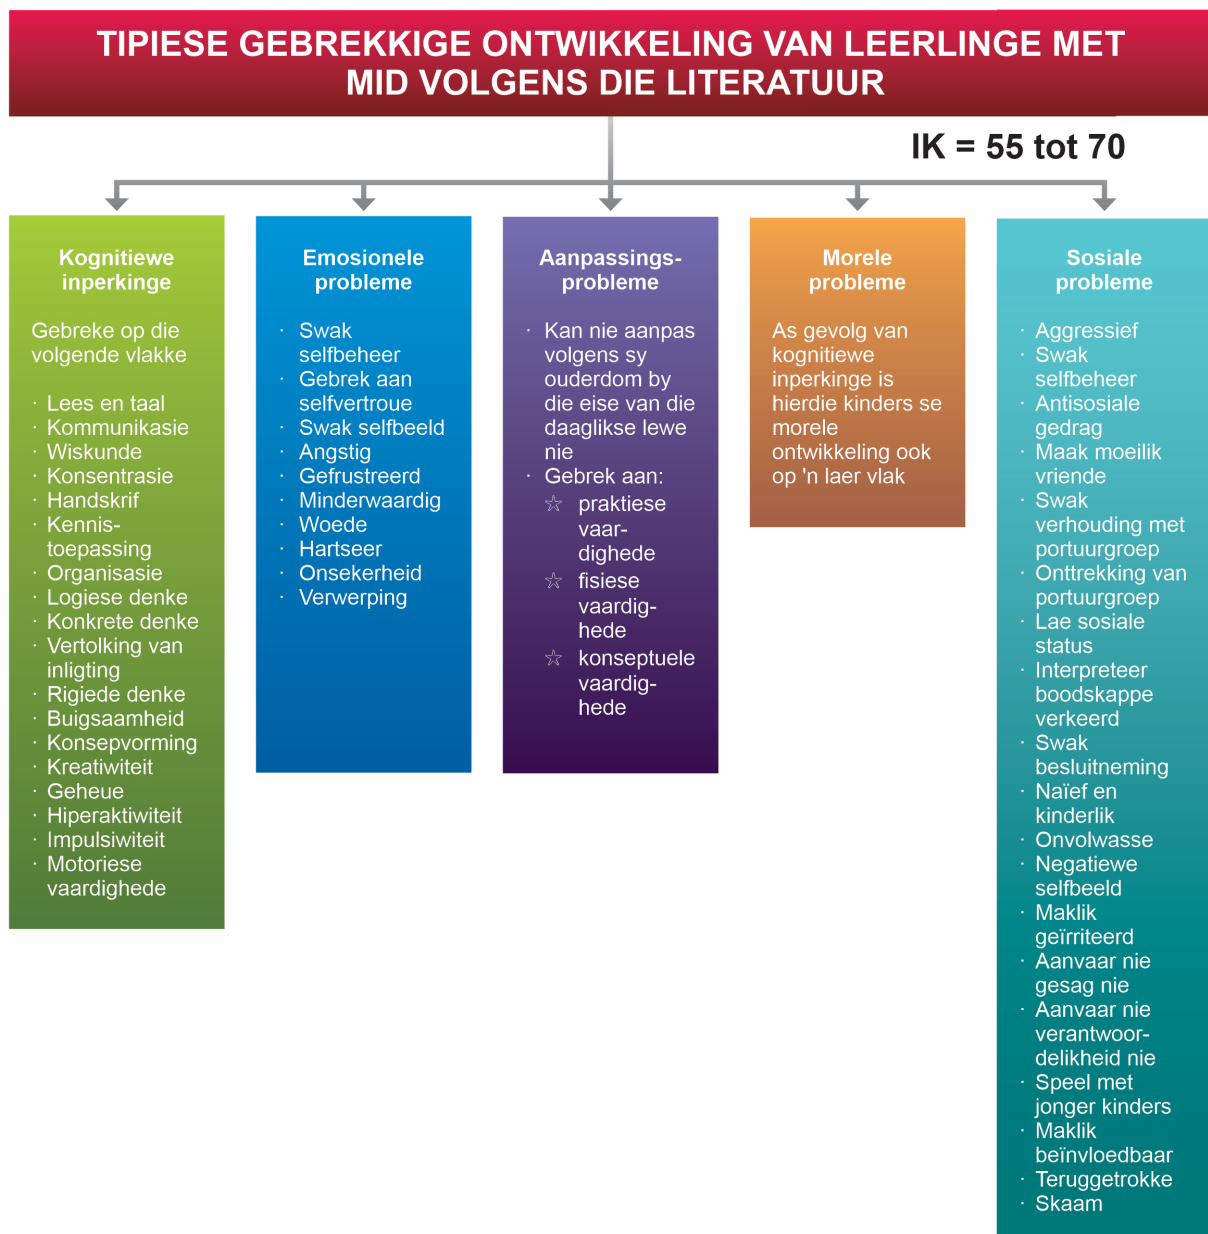 TIPIESE GEBREKKIGE ONTWIKKELING VAN LEERLINGE MET
MID VOLGENS DIE LITERATUUR
IK = 55 tot 70
Kognitiewe
inperkinge
Gebreke op die
volgende vlakke
· Lees en taal
· Kommunikasie
· Wiskunde
· Konsentrasie
· Handskrif
· Kennis-
toepassing
· Organisasie
· Logiese denke
· Konkrete denke
· Vertolking van
inligting
· Rigiede denke
· Buigsaamheid
· Konsepvorming
· Kreatiwiteit
· Geheue
· Hiperaktiwiteit
· Impulsiwiteit
· Motoriese
vaardighede
Emosionele
probleme
· Swak
selfbeheer
· Gebrek aan
selfvertroue
· Swak selfbeeld
· Angstig
· Gefrustreerd
· Minderwaardig
· Woede
· Hartseer
· Onsekerheid
· Verwerping
Aanpassings-
probleme
· Kan nie aanpas
volgens sy
ouderdom by
die eise van die
daaglikse lewe
nie
· Gebrek aan:
☆ praktiese
vaar-
dighede
☆ fisiese
vaardig-
hede
☆ konseptuele
vaardig-
hede
Morele
probleme
As gevolg van
kognitiewe
inperkinge is
hierdie kinders se
morele
ontwikkeling ook
op 'n laer vlak
Sosiale
probleme
· Aggressief
· Swak
selfbeheer
· Antisosiale
gedrag
· Maak moeilik
vriende
· Swak
verhouding met
portuurgroep
· Onttrekking van
portuurgroep
· Lae sosiale
status
· Interpreteer
boodskappe
verkeerd
· Swak
besluitneming
· Naïef en
kinderlik
· Onvolwasse
· Negatiewe
selfbeeld
· Maklik
geïrriteerd
· Aanvaar nie
gesag nie
· Aanvaar nie
verantwoor-
delikheid nie
· Speel met
jonger kinders
· Maklik
beïnvloedbaar
· Teruggetrokke
· Skaam